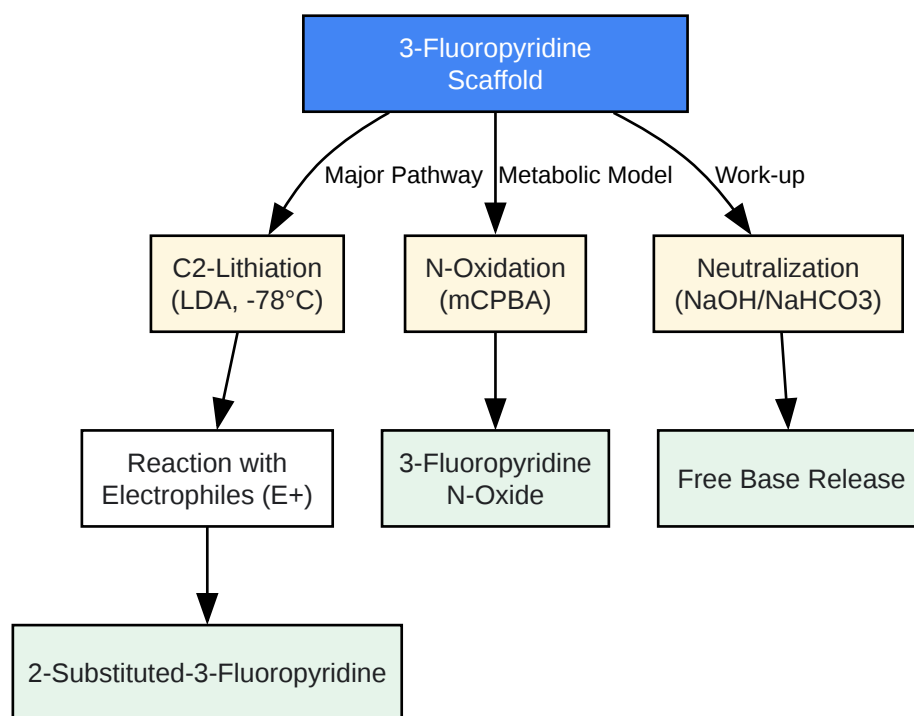 3-Fluoropyridine
Scaffold
Major Pathway
Metabolic Model
Work-up
C2-Lithiation
(LDA, -78°C)
N-Oxidation
(mCPBA)
Neutralization
(NaOH/NaHCO3)
Reaction with
Electrophiles (E+)
3-Fluoropyridine
N-Oxide
Free Base Release
2-Substituted-3-Fluoropyridine